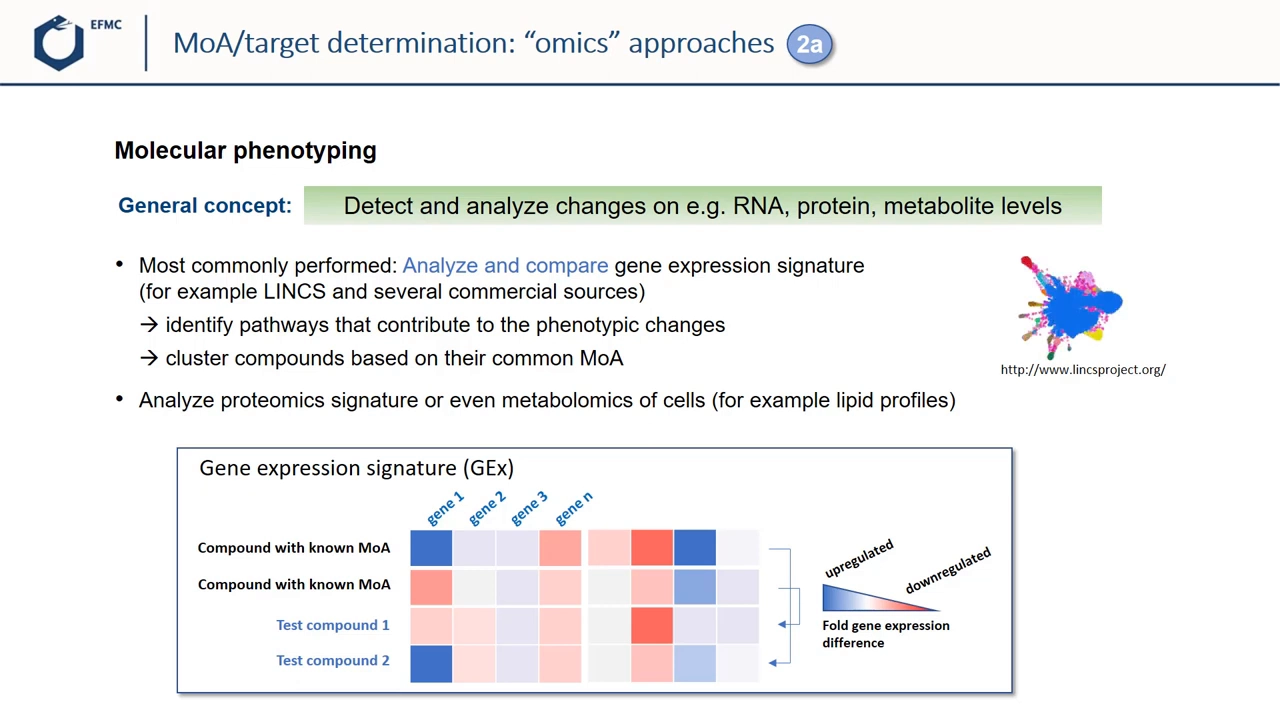 EFMC
MoA/target determination: “omics” approaches 2a
Molecular phenotyping
General concept: Detect and analyze changes on e.g. RNA, protein, metabolite levels
• Most commonly performed: Analyze and compare gene expression signature
(for example LINCS and several commercial sources)
→ identify pathways that contribute to the phenotypic changes
→ cluster compounds based on their common MoA
http://www.lincsproject.org/
• Analyze proteomics signature or even metabolomics of cells (for example lipid profiles)
Gene expression signature (GEx)
gene 1 gene 2 gene 3 gene n
Compound with known MoA
Compound with known MoA
Test compound 1
Test compound 2
upregulated
downregulated
Fold gene expression
difference